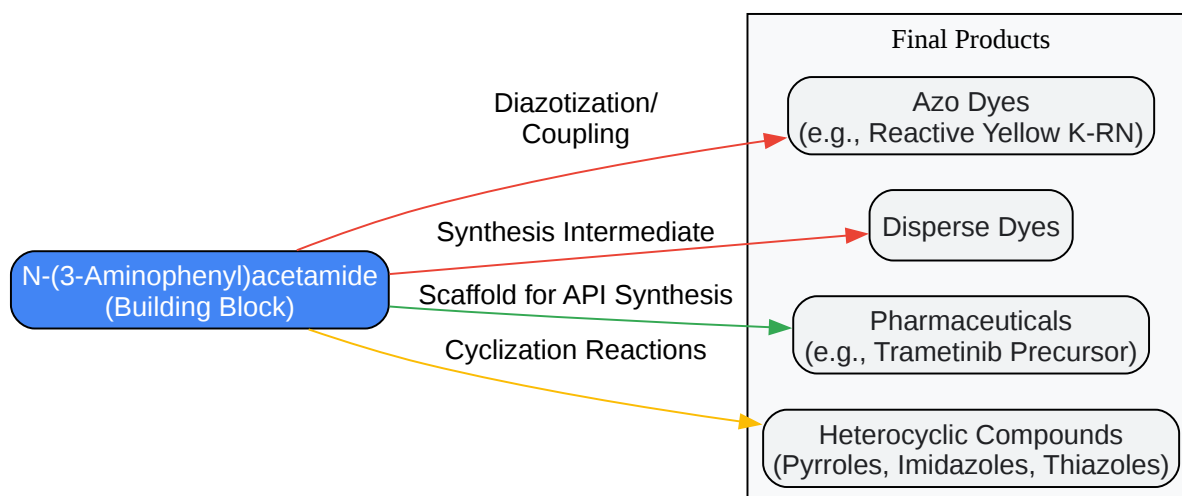 Final Products
Diazotization/
Coupling
Azo Dyes
(e.g., Reactive Yellow K-RN)
Synthesis Intermediate
Disperse Dyes
N-(3-Aminophenyl)acetamide
(Building Block)
Scaffold for API Synthesis
Pharmaceuticals
(e.g., Trametinib Precursor)
Cyclization Reactions
Heterocyclic Compounds
(Pyrroles, Imidazoles, Thiazoles)